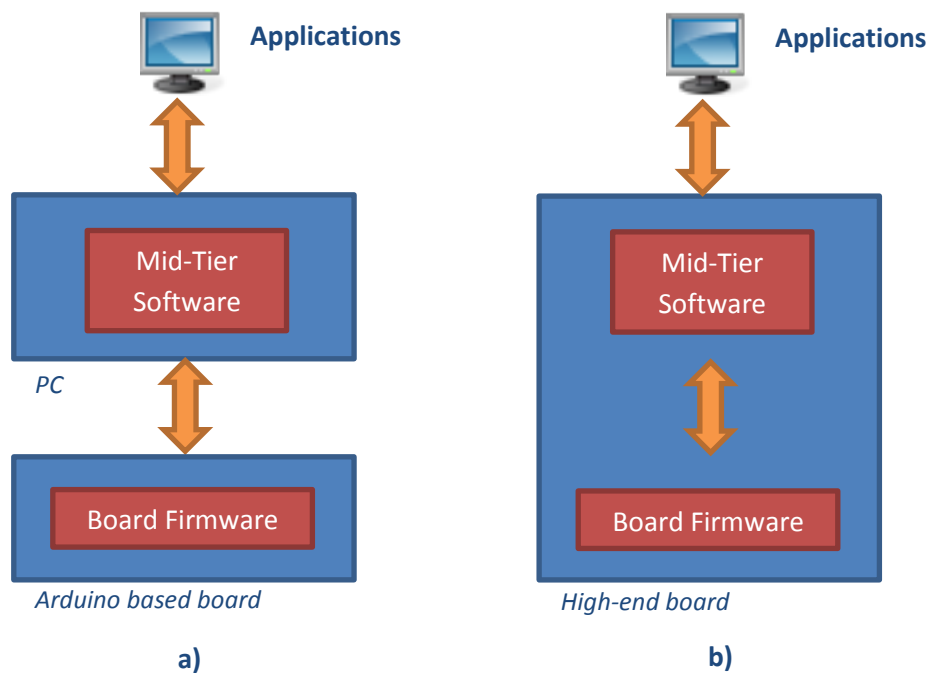 Applications
Mid-Tier
Software
PC
Board Firmware
Arduino based board
a)
Applications
Mid-Tier
Software
Board Firmware
High-end board
b)